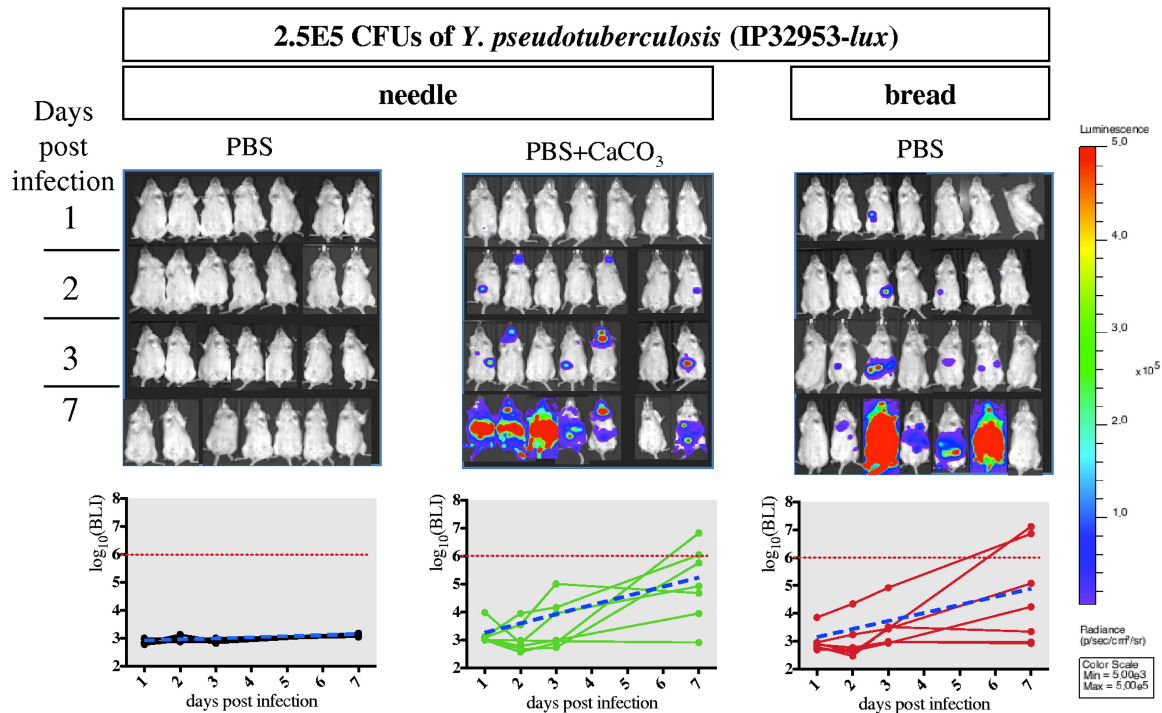 2.5E5 CFUs of Y. pseudotuberculosis (IP32953-lux)
needle
bread
Days
post
infection
PBS
PBS+CaCO3
PBS
1
2
3
7
Luminescence
5,0
4,0
3,0
x10⁵
2,0
1,0
Radiance
(p/sec/cm²/sr)
Color Scale
Min = 5,00e3
Max = 5,00e5
log10(BLI)
8
7
6
5
4
3
2
1 2 3 4 5 6 7
days post infection
log10(BLI)
8
7
6
5
4
3
2
1 2 3 4 5 6 7
days post infection
log10(BLI)
8
7
6
5
4
3
2
1 2 3 4 5 6 7
days post infection